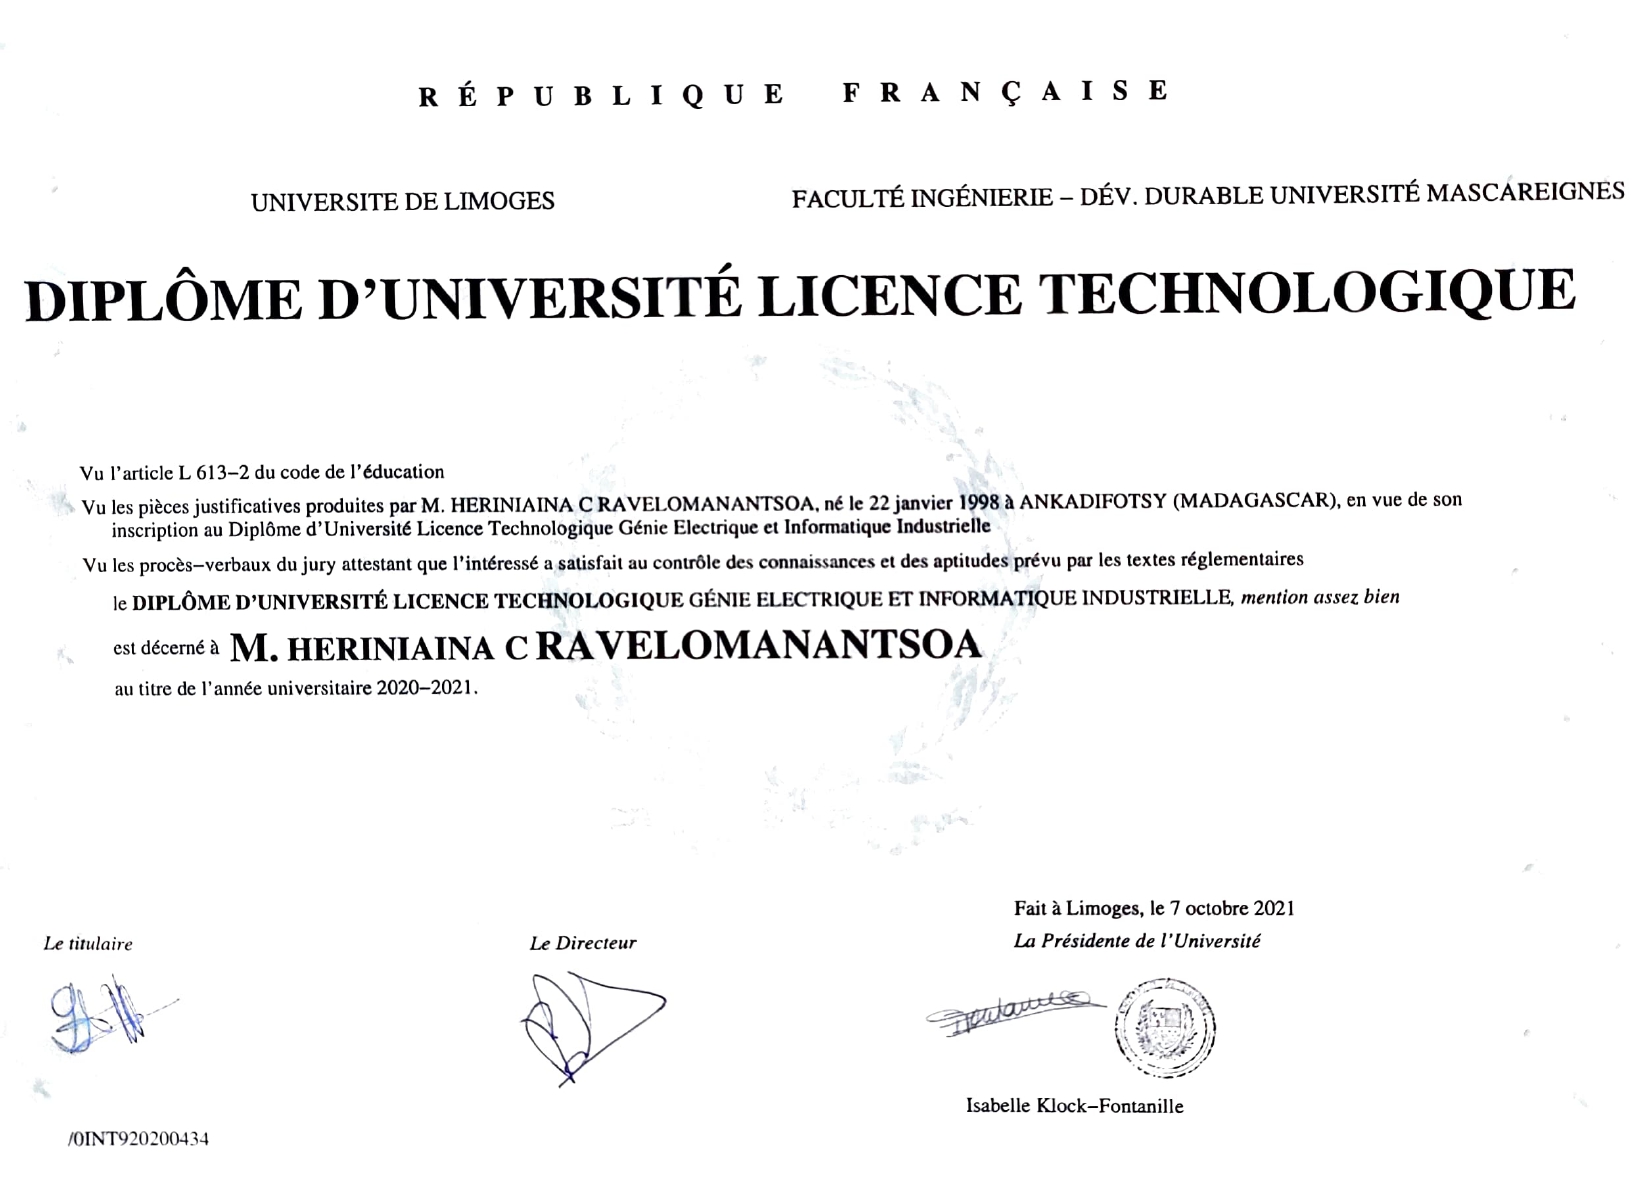 RÉPUBLIQUE FRANÇAISE
UNIVERSITE DE LIMOGES
FACULTÉ INGÉNIERIE – DÉV. DURABLE UNIVERSITÉ MASCAREIGNES
DIPLÔME D'UNIVERSITÉ LICENCE TECHNOLOGIQUE
Vu l'article L 613–2 du code de l'éducation
Vu les pièces justificatives produites par M. HERINIAINA C RAVELOMANANTSOA, né le 22 janvier 1998 à ANKADIFOTSY (MADAGASCAR), en vue de son
inscription au Diplôme d'Université Licence Technologique Génie Electrique et Informatique Industrielle
Vu les procès–verbaux du jury attestant que l'intéressé a satisfait au contrôle des connaissances et des aptitudes prévu par les textes réglementaires
le DIPLÔME D'UNIVERSITÉ LICENCE TECHNOLOGIQUE GÉNIE ELECTRIQUE ET INFORMATIQUE INDUSTRIELLE, mention assez bien
est décerné à M. HERINIAINA C RAVELOMANANTSOA
au titre de l'année universitaire 2020–2021.
Fait à Limoges, le 7 octobre 2021
Le titulaire
Le Directeur
La Présidente de l'Université
Isabelle Klock–Fontanille
/0INT920200434